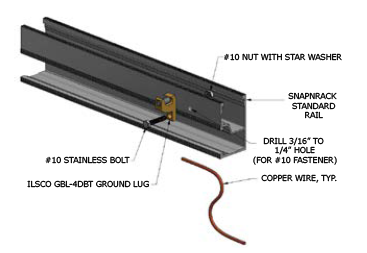 #10 NUT WITH STAR WASHER
SNAPNRACK
STANDARD
RAIL
DRILL 3/16" TO
1/4" HOLE
(FOR #10 FASTENER)
#10 STAINLESS BOLT
ILSCO GBL-4DBT GROUND LUG
COPPER WIRE, TYP.